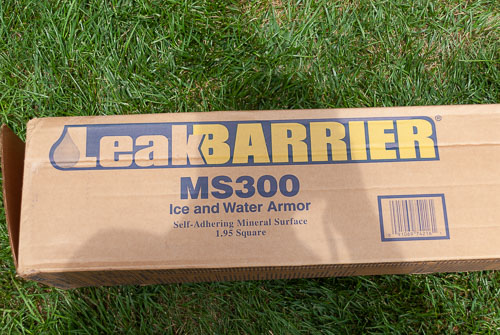 LeakBARRIER®
MS300
Ice and Water Armor
Self-Adhering Mineral Surface
1.95 Square